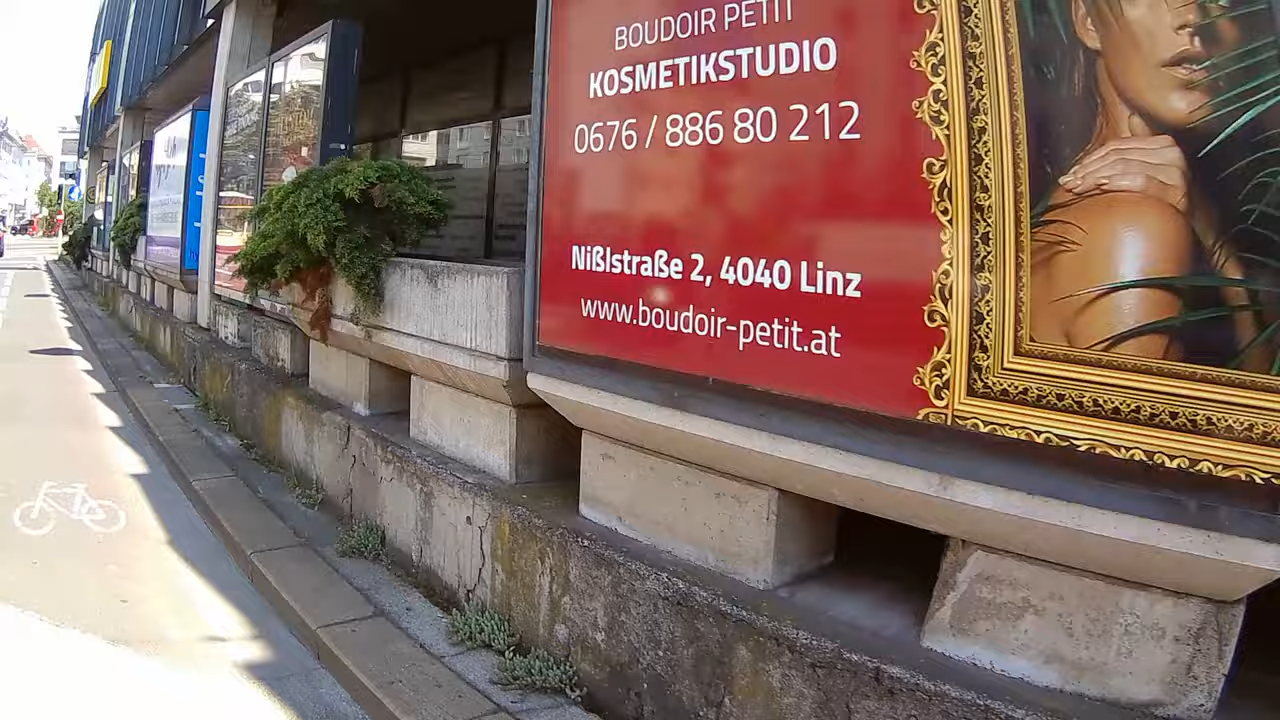 BOUDOIR PETIT
KOSMETIKSTUDIO
0676 / 886 80 212
Nißlstraße 2, 4040 Linz
www.boudoir-petit.at